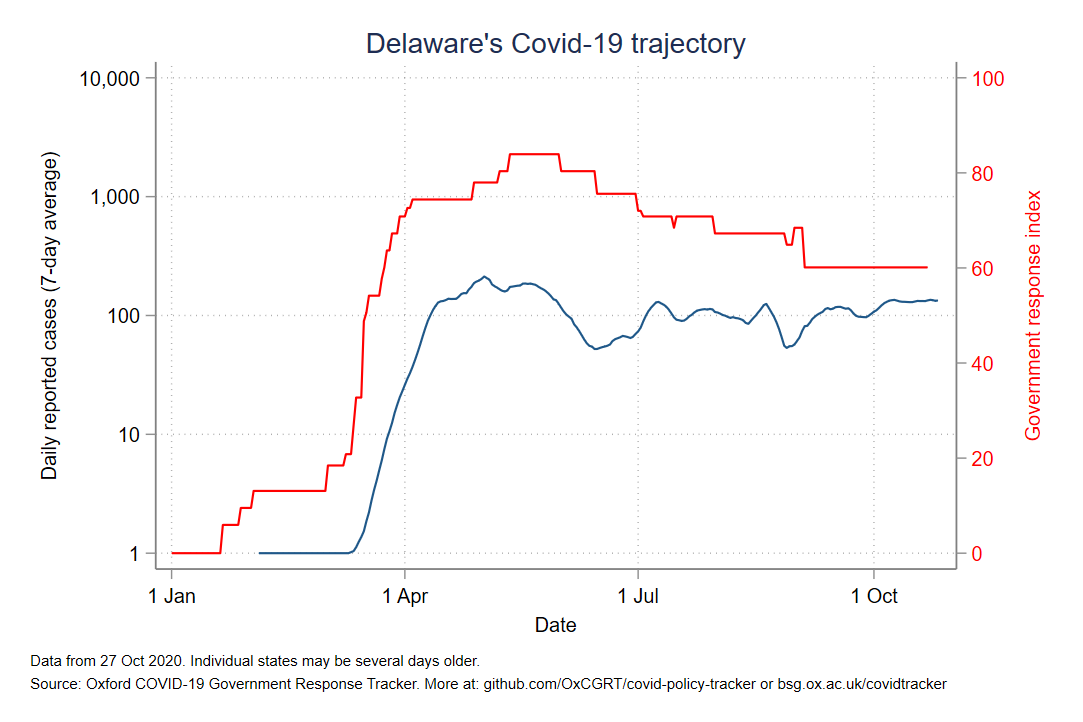 Delaware's Covid-19 trajectory
10,000
1,000
100
10
1
Daily reported cases (7-day average)
100
80
60
40
20
0
Government response index
1 Jan
1 Apr
1 Jul
1 Oct
Date
Data from 27 Oct 2020. Individual states may be several days older.
Source: Oxford COVID-19 Government Response Tracker. More at: github.com/OxCGRT/covid-policy-tracker or bsg.ox.ac.uk/covidtracker